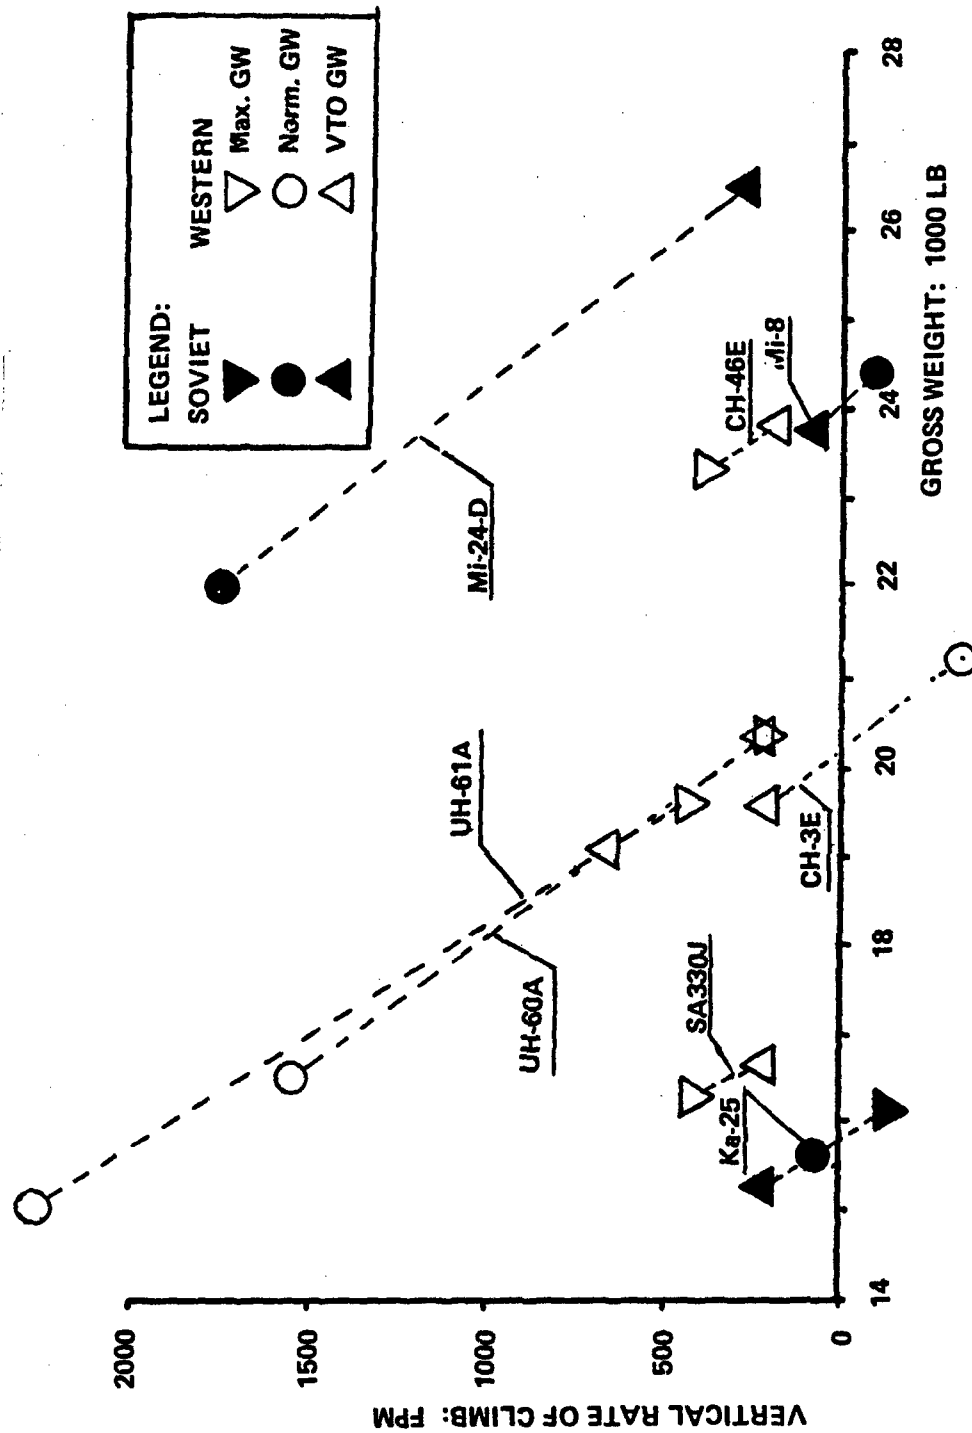 LEGEND:
SOVIET WESTERN
Max. GW
Norm. GW
VTO GW
UH-61A
UH-60A
Mi-24-D
CH-46E
Mi-8
SA330J
Ka-25
CH-3E
2000
1500
1000
500
0
VERTICAL RATE OF CLIMB: FPM
14
18
20
22
24
26
28
GROSS WEIGHT: 1000 LB